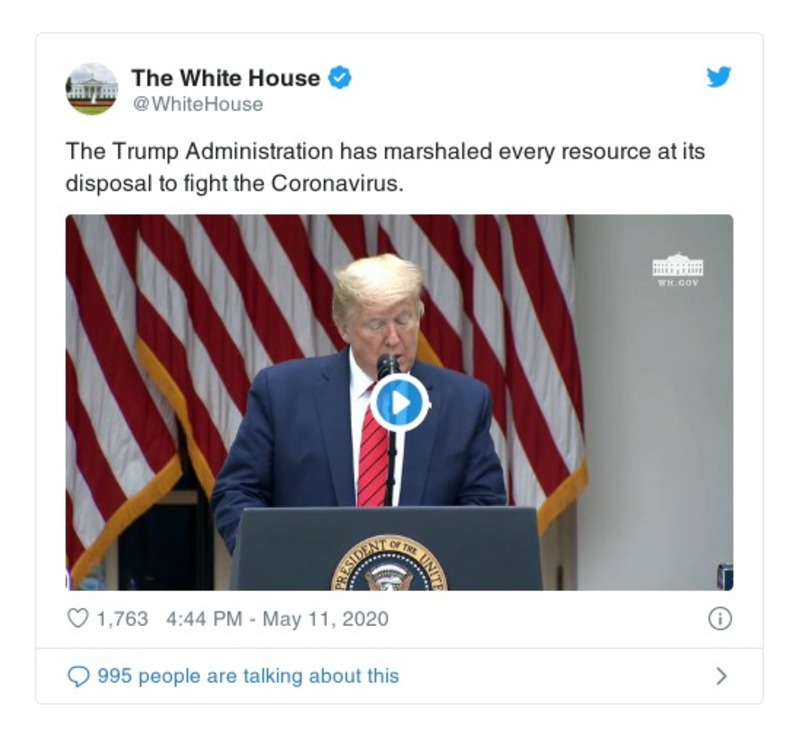 The White House
@WhiteHouse
The Trump Administration has marshaled every resource at its
disposal to fight the Coronavirus.
WH.GOV
PRESIDENT OF THE UNITE
1,763 4:44 PM - May 11, 2020
995 people are talking about this